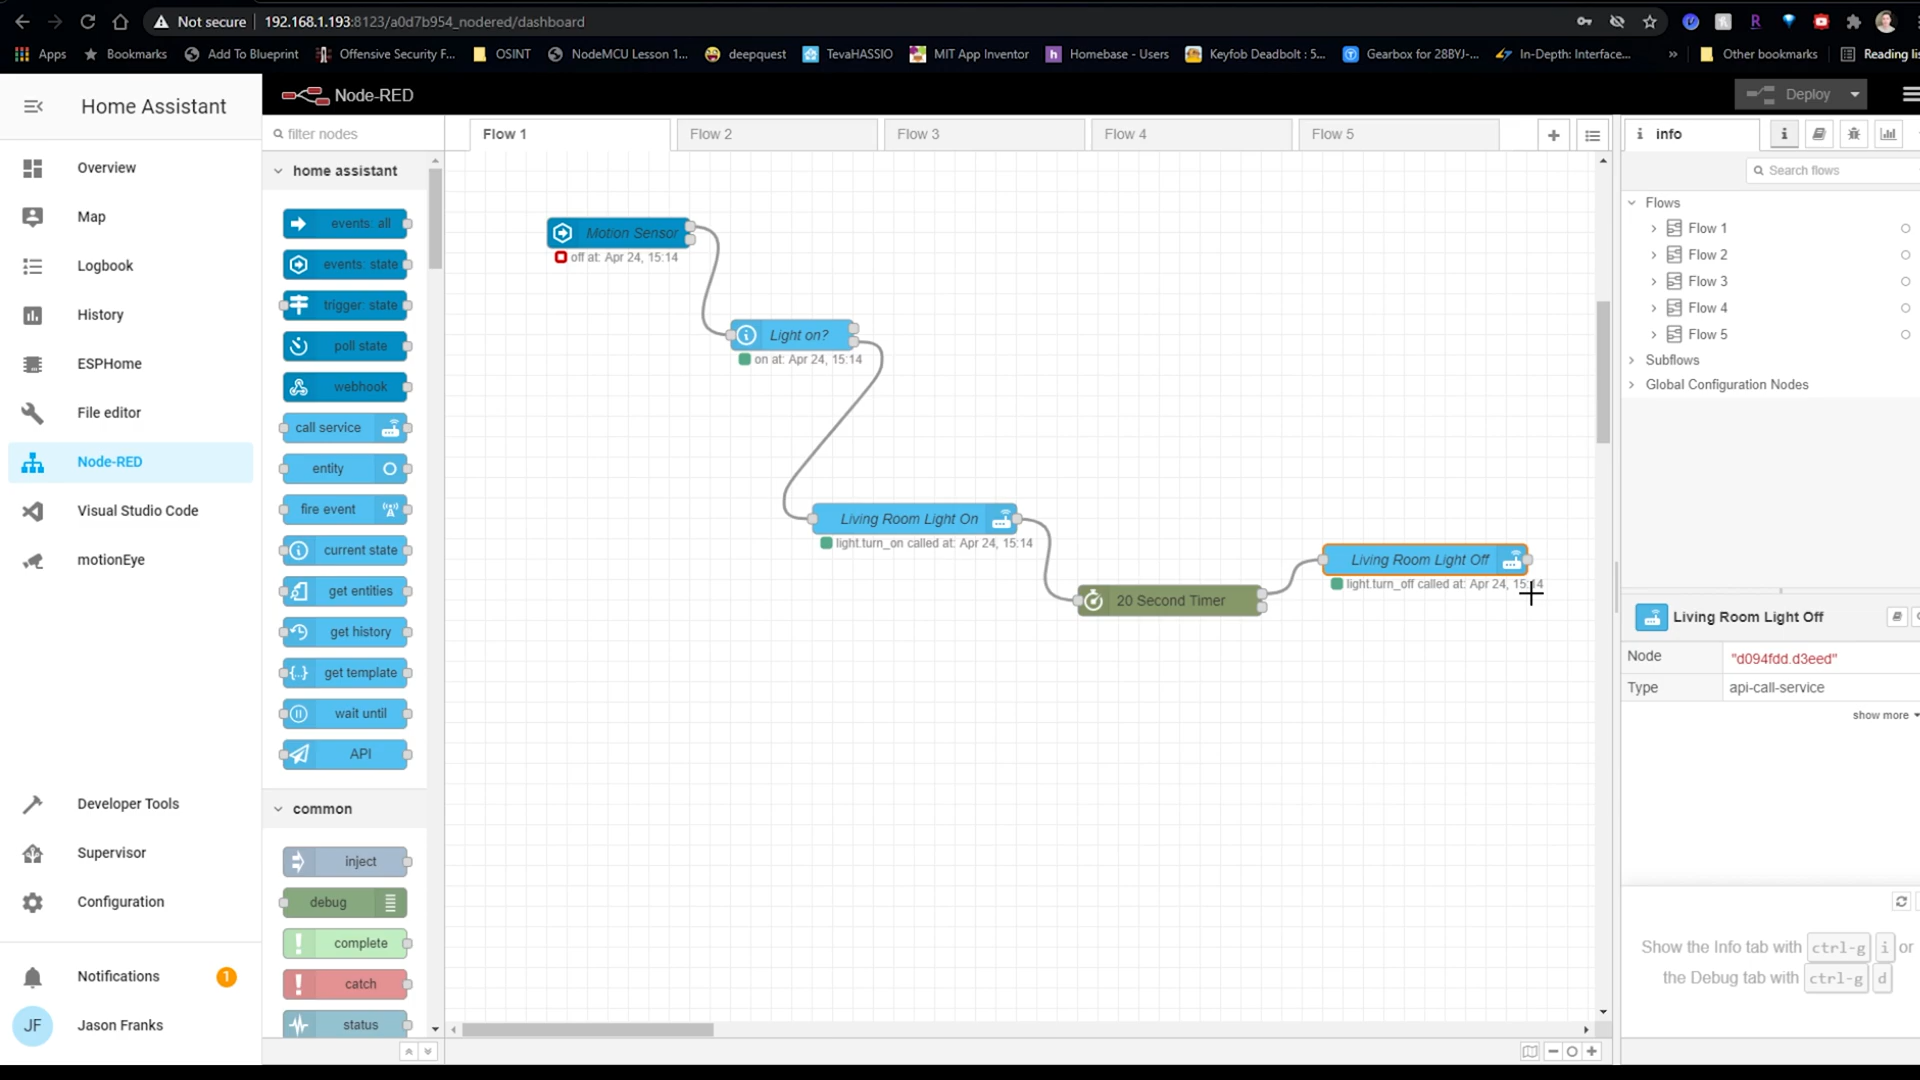 Not secure 192.168.1.193:8123/a0d7b954_nodered/dashboard
Apps Bookmarks Add To Blueprint Offensive Security F... OSINT NodeMCU Lesson 1... deepquest TevaHASSIO MIT App Inventor Homebase - Users Keyfob Deadbolt : 5... Gearbox for 28BYJ-... In-Depth: Interface... » Other bookmarks Reading lis
Home Assistant
Node-RED
Deploy
Overview
Map
Logbook
History
ESPHome
File editor
Node-RED
Visual Studio Code
motionEye
Developer Tools
Supervisor
Configuration
Notifications 1
JF Jason Franks
filter nodes
home assistant
events: all
events: state
trigger: state
poll state
webhook
call service
entity
fire event
current state
get entities
get history
get template
wait until
API
common
inject
debug
complete
catch
status
Flow 1 Flow 2 Flow 3 Flow 4 Flow 5
Motion Sensor
off at: Apr 24, 15:14
Light on?
on at: Apr 24, 15:14
Living Room Light On
light.turn_on called at: Apr 24, 15:14
20 Second Timer
Living Room Light Off
light.turn_off called at: Apr 24, 15:14
info
Search flows
Flows
Flow 1
Flow 2
Flow 3
Flow 4
Flow 5
Subflows
Global Configuration Nodes
Living Room Light Off
Node "d094fdd.d3eed"
Type api-call-service
show more
Show the Info tab with ctrl-g i or
the Debug tab with ctrl-g d